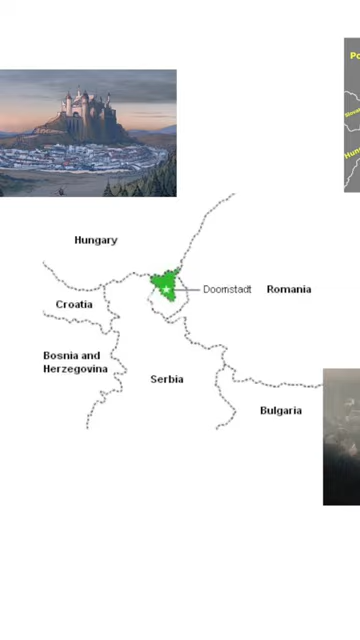 Hungary
Doomstadt
Romania
Croatia
Bosnia and
Herzegovina
Serbia
Bulgaria